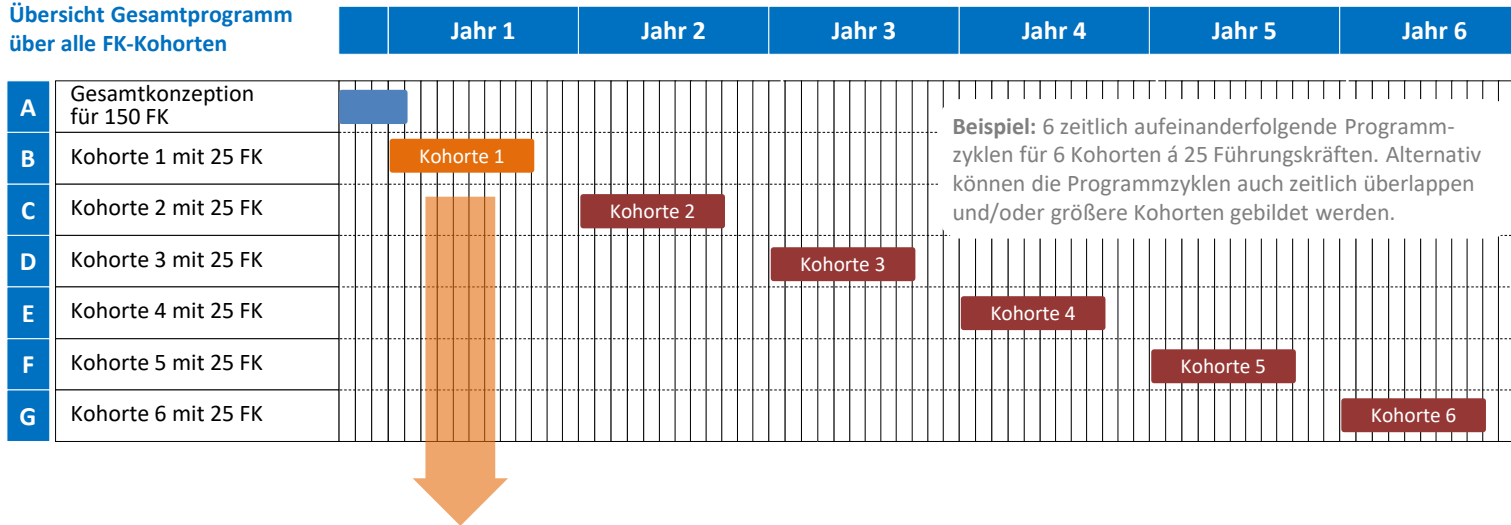 Übersicht Gesamtprogramm
über alle FK-Kohorten
Jahr 1
Jahr 2
Jahr 3
Jahr 4
Jahr 5
Jahr 6
A
Gesamtkonzeption
für 150 FK
Beispiel: 6 zeitlich aufeinanderfolgende Programm-
zyklen für 6 Kohorten á 25 Führungskräften. Alternativ
können die Programmzyklen auch zeitlich überlappen
und/oder größere Kohorten gebildet werden.
B
Kohorte 1 mit 25 FK
Kohorte 1
C
Kohorte 2 mit 25 FK
Kohorte 2
D
Kohorte 3 mit 25 FK
Kohorte 3
E
Kohorte 4 mit 25 FK
Kohorte 4
F
Kohorte 5 mit 25 FK
Kohorte 5
G
Kohorte 6 mit 25 FK
Kohorte 6